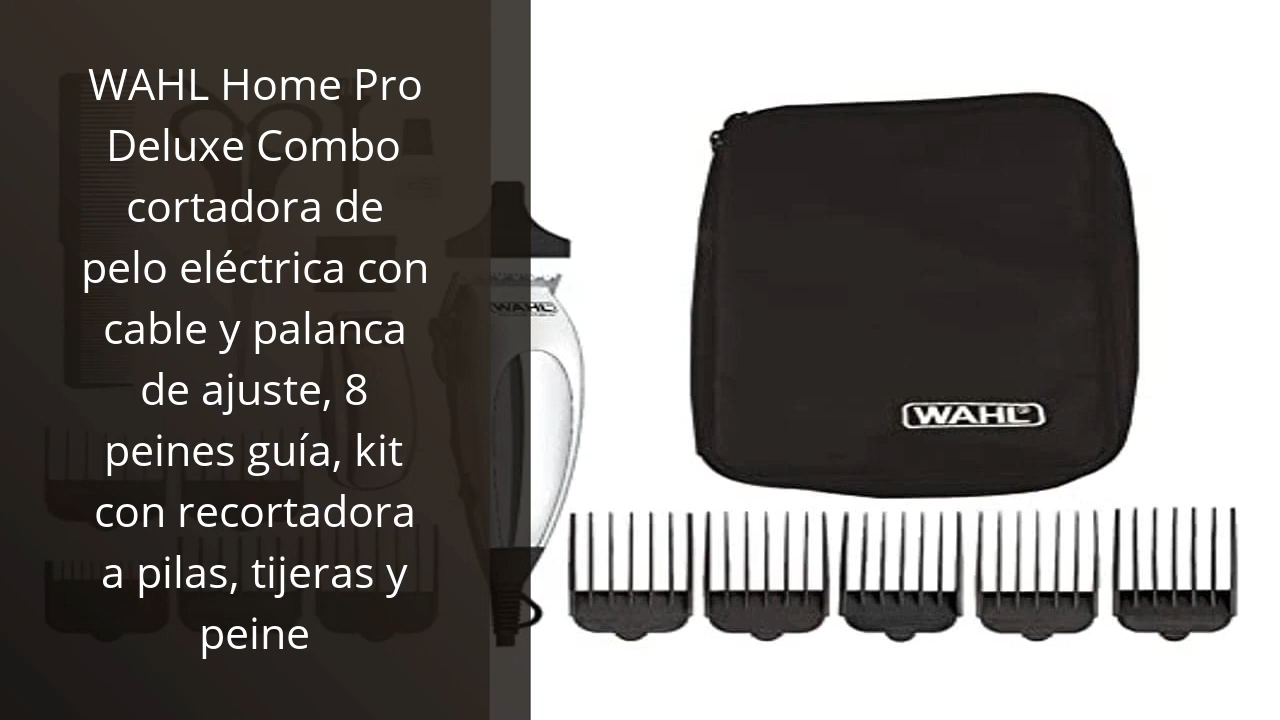 WAHL Home Pro
Deluxe Combo
cortadora de
pelo eléctrica con
cable y palanca
de ajuste, 8
peines guía, kit
con recortadora
a pilas, tijeras y
peine
WAHL
WAHL